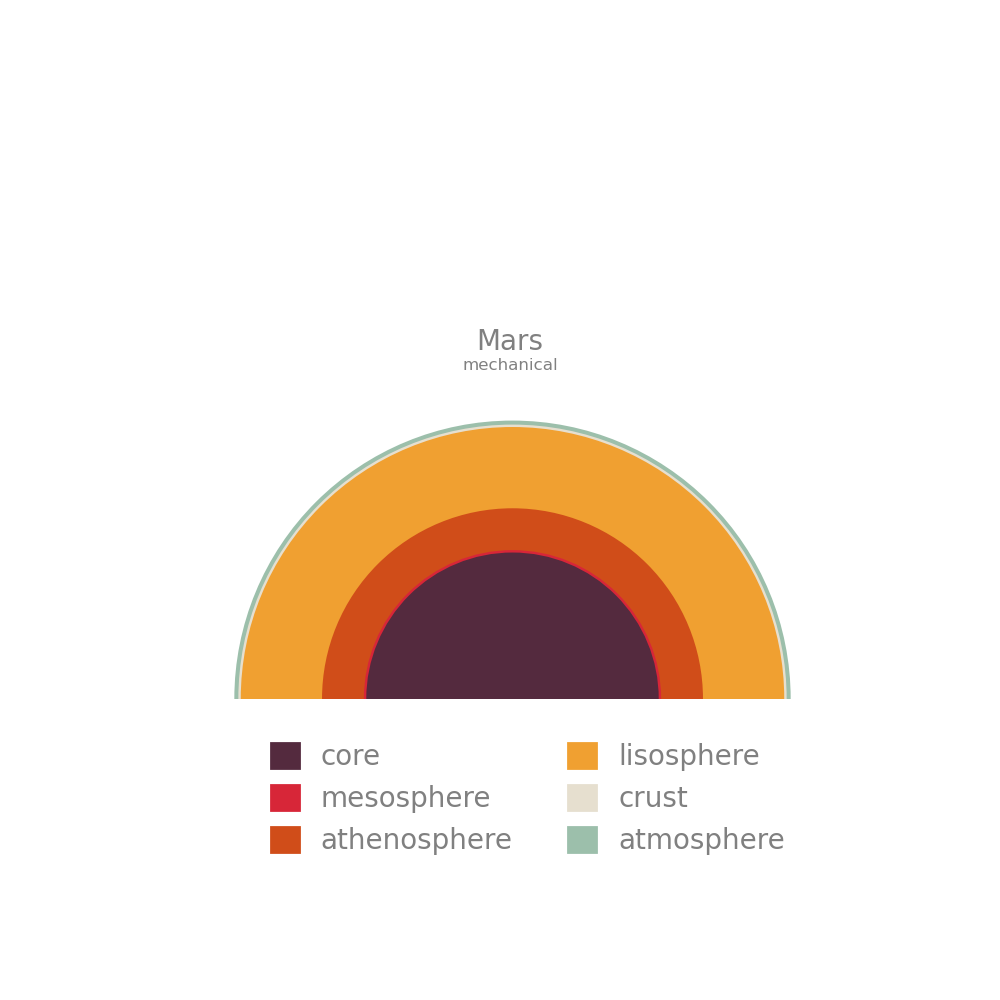 Mars
mechanical
core
mesosphere
athenosphere
lisosphere
crust
atmosphere